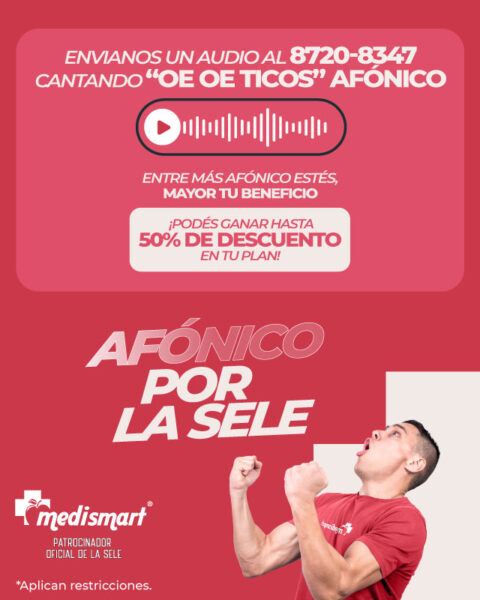 ENVIANOS UN AUDIO AL 8720-8347
CANTANDO “OE OE TICOS” AFÓNICO
ENTRE MÁS AFÓNICO ESTÉS,
MAYOR TU BENEFICIO
¡PODÉS GANAR HASTA
50% DE DESCUENTO
EN TU PLAN!
AFÓNICO
POR
LA SELE
medismart®
PATROCINADOR
OFICIAL DE LA SELE
*Aplican restricciones.